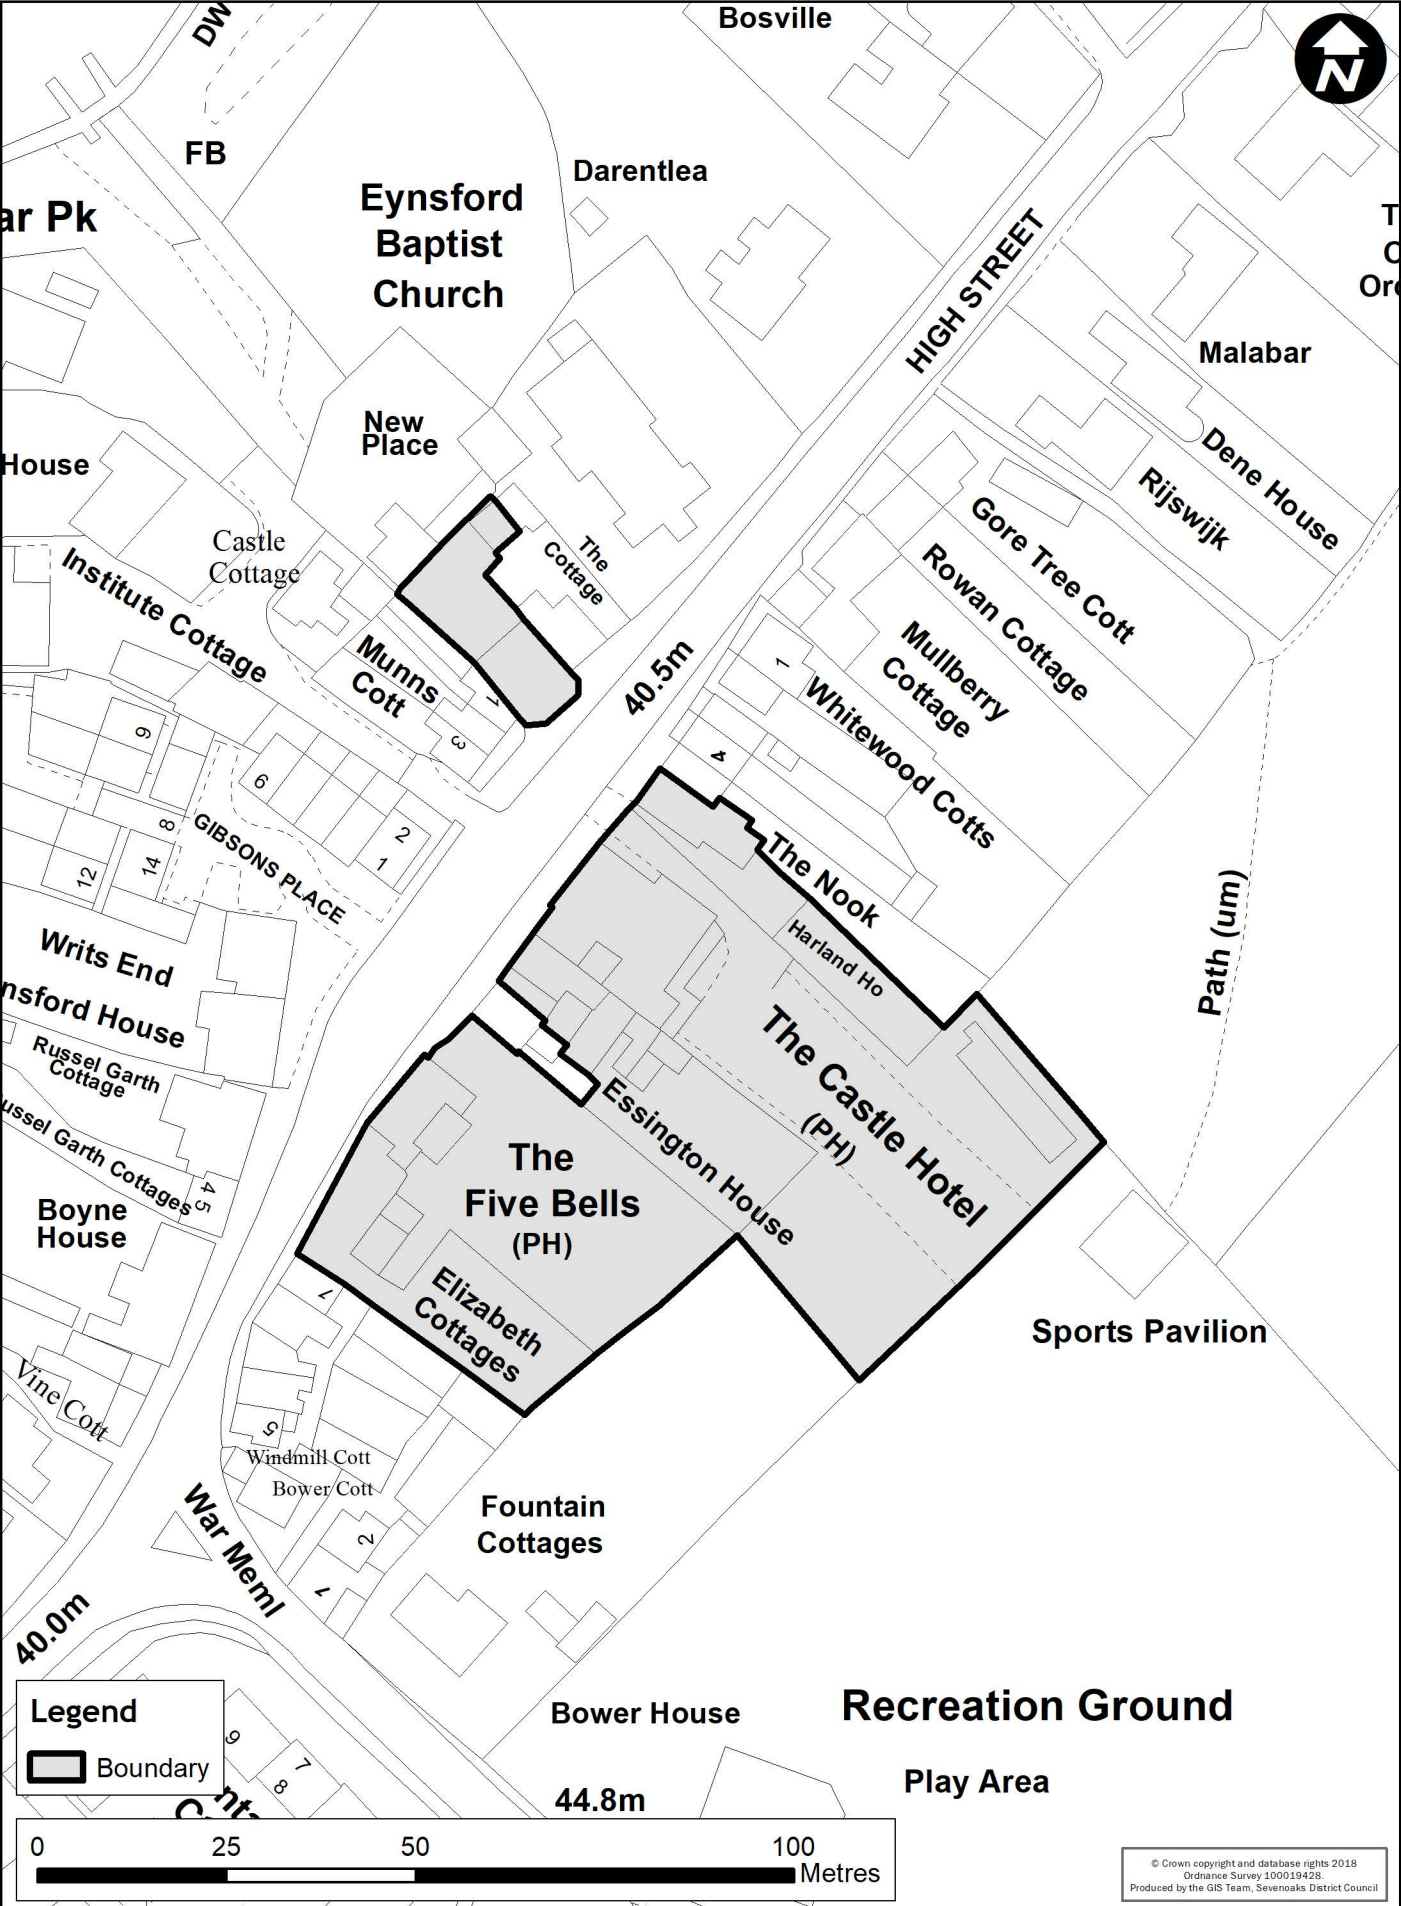 Bosville
N
DW
FB
Darentlea
Eynsford
Baptist
Church
ar Pk
HIGH STREET
Malabar
New
Place
House
Dene House
Rijswijk
Gore Tree Cott
Rowan Cottage
Mullberry
Cottage
Whitewood Cotts
Castle
Cottage
The
Cottage
Institute Cottage
Munns
Cott
40.5m
1
7
3
4
9
6
2
1
8
14
12
GIBSONS PLACE
The Nook
Harland Ho
Path (um)
Writs End
nsford House
Russel Garth
Cottage
ussel Garth Cottages
4
5
The Castle Hotel
(PH)
Essington House
The
Five Bells
(PH)
Boyne
House
Elizabeth
Cottages
Sports Pavilion
Vine Cott
5
Windmill Cott
Bower Cott
War Meml
2
1
Fountain
Cottages
40.0m
Bower House
Recreation Ground
Play Area
44.8m
9
7
8
Legend
Boundary
0 25 50 100
Metres
© Crown copyright and database rights 2018
Ordnance Survey 100019428.
Produced by the GIS Team, Sevenoaks District Council